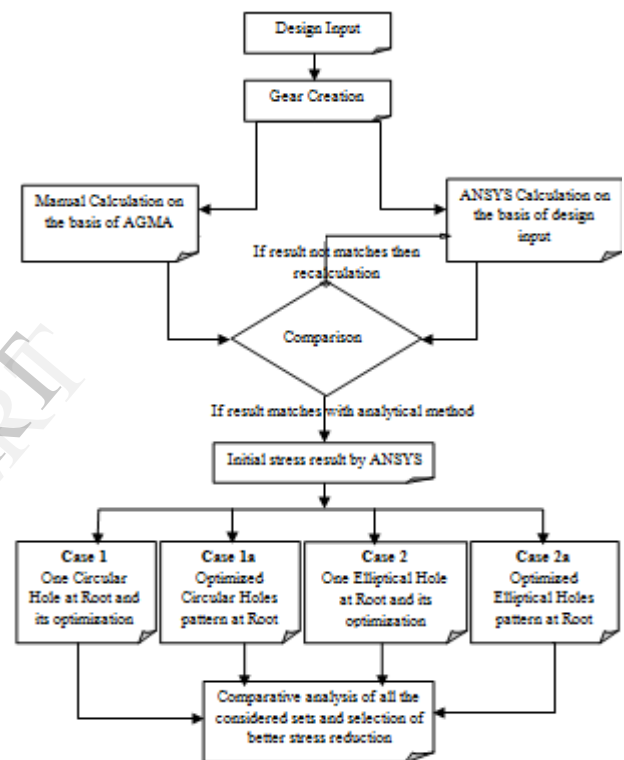 Design Input
Gear Creation
Manual Calculation on
the basis of AGMA
ANSYS Calculation on
the basis of design
input
If result not matches then
recalculation
Comparison
If result matches with analytical method
Initial stress result by ANSYS
Case 1
One Circular
Hole at Root and
its optimization
Case 1a
Optimized
Circular Holes
pattern at Root
Case 2
One Elliptical Hole
at Root and its
optimization
Case 2a
Optimized
Elliptical Holes
pattern at Root
Comparative analysis of all the
considered sets and selection of
better stress reduction